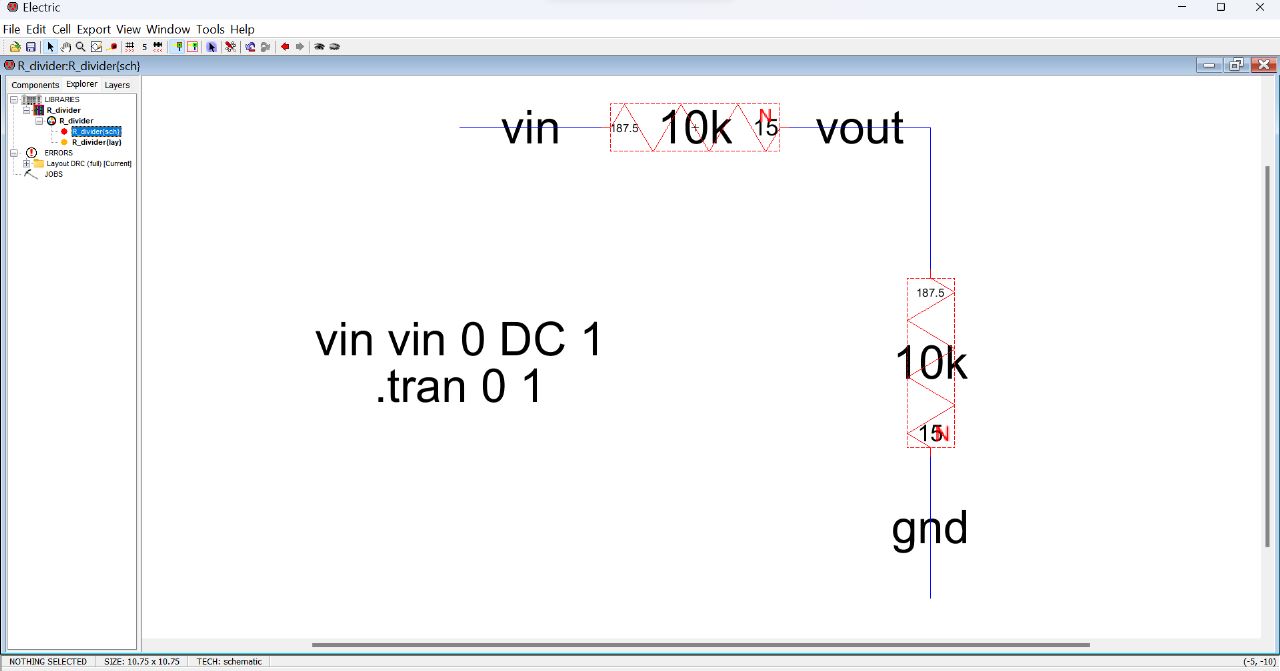 Electric
File Edit Cell Export View Window Tools Help
5
R_divider:R_divider{sch}
Components Explorer Layers
LIBRARIES
R_divider
R_divider
R_divider{sch}
R_divider{lay}
ERRORS
Layout DRC (full) [Current]
JOBS
vin 187.5 10k N 15 vout
187.5
10k
15 N
gnd
vin vin 0 DC 1
.tran 0 1
NOTHING SELECTED SIZE: 10.75 x 10.75 TECH: schematic (-5, -10)